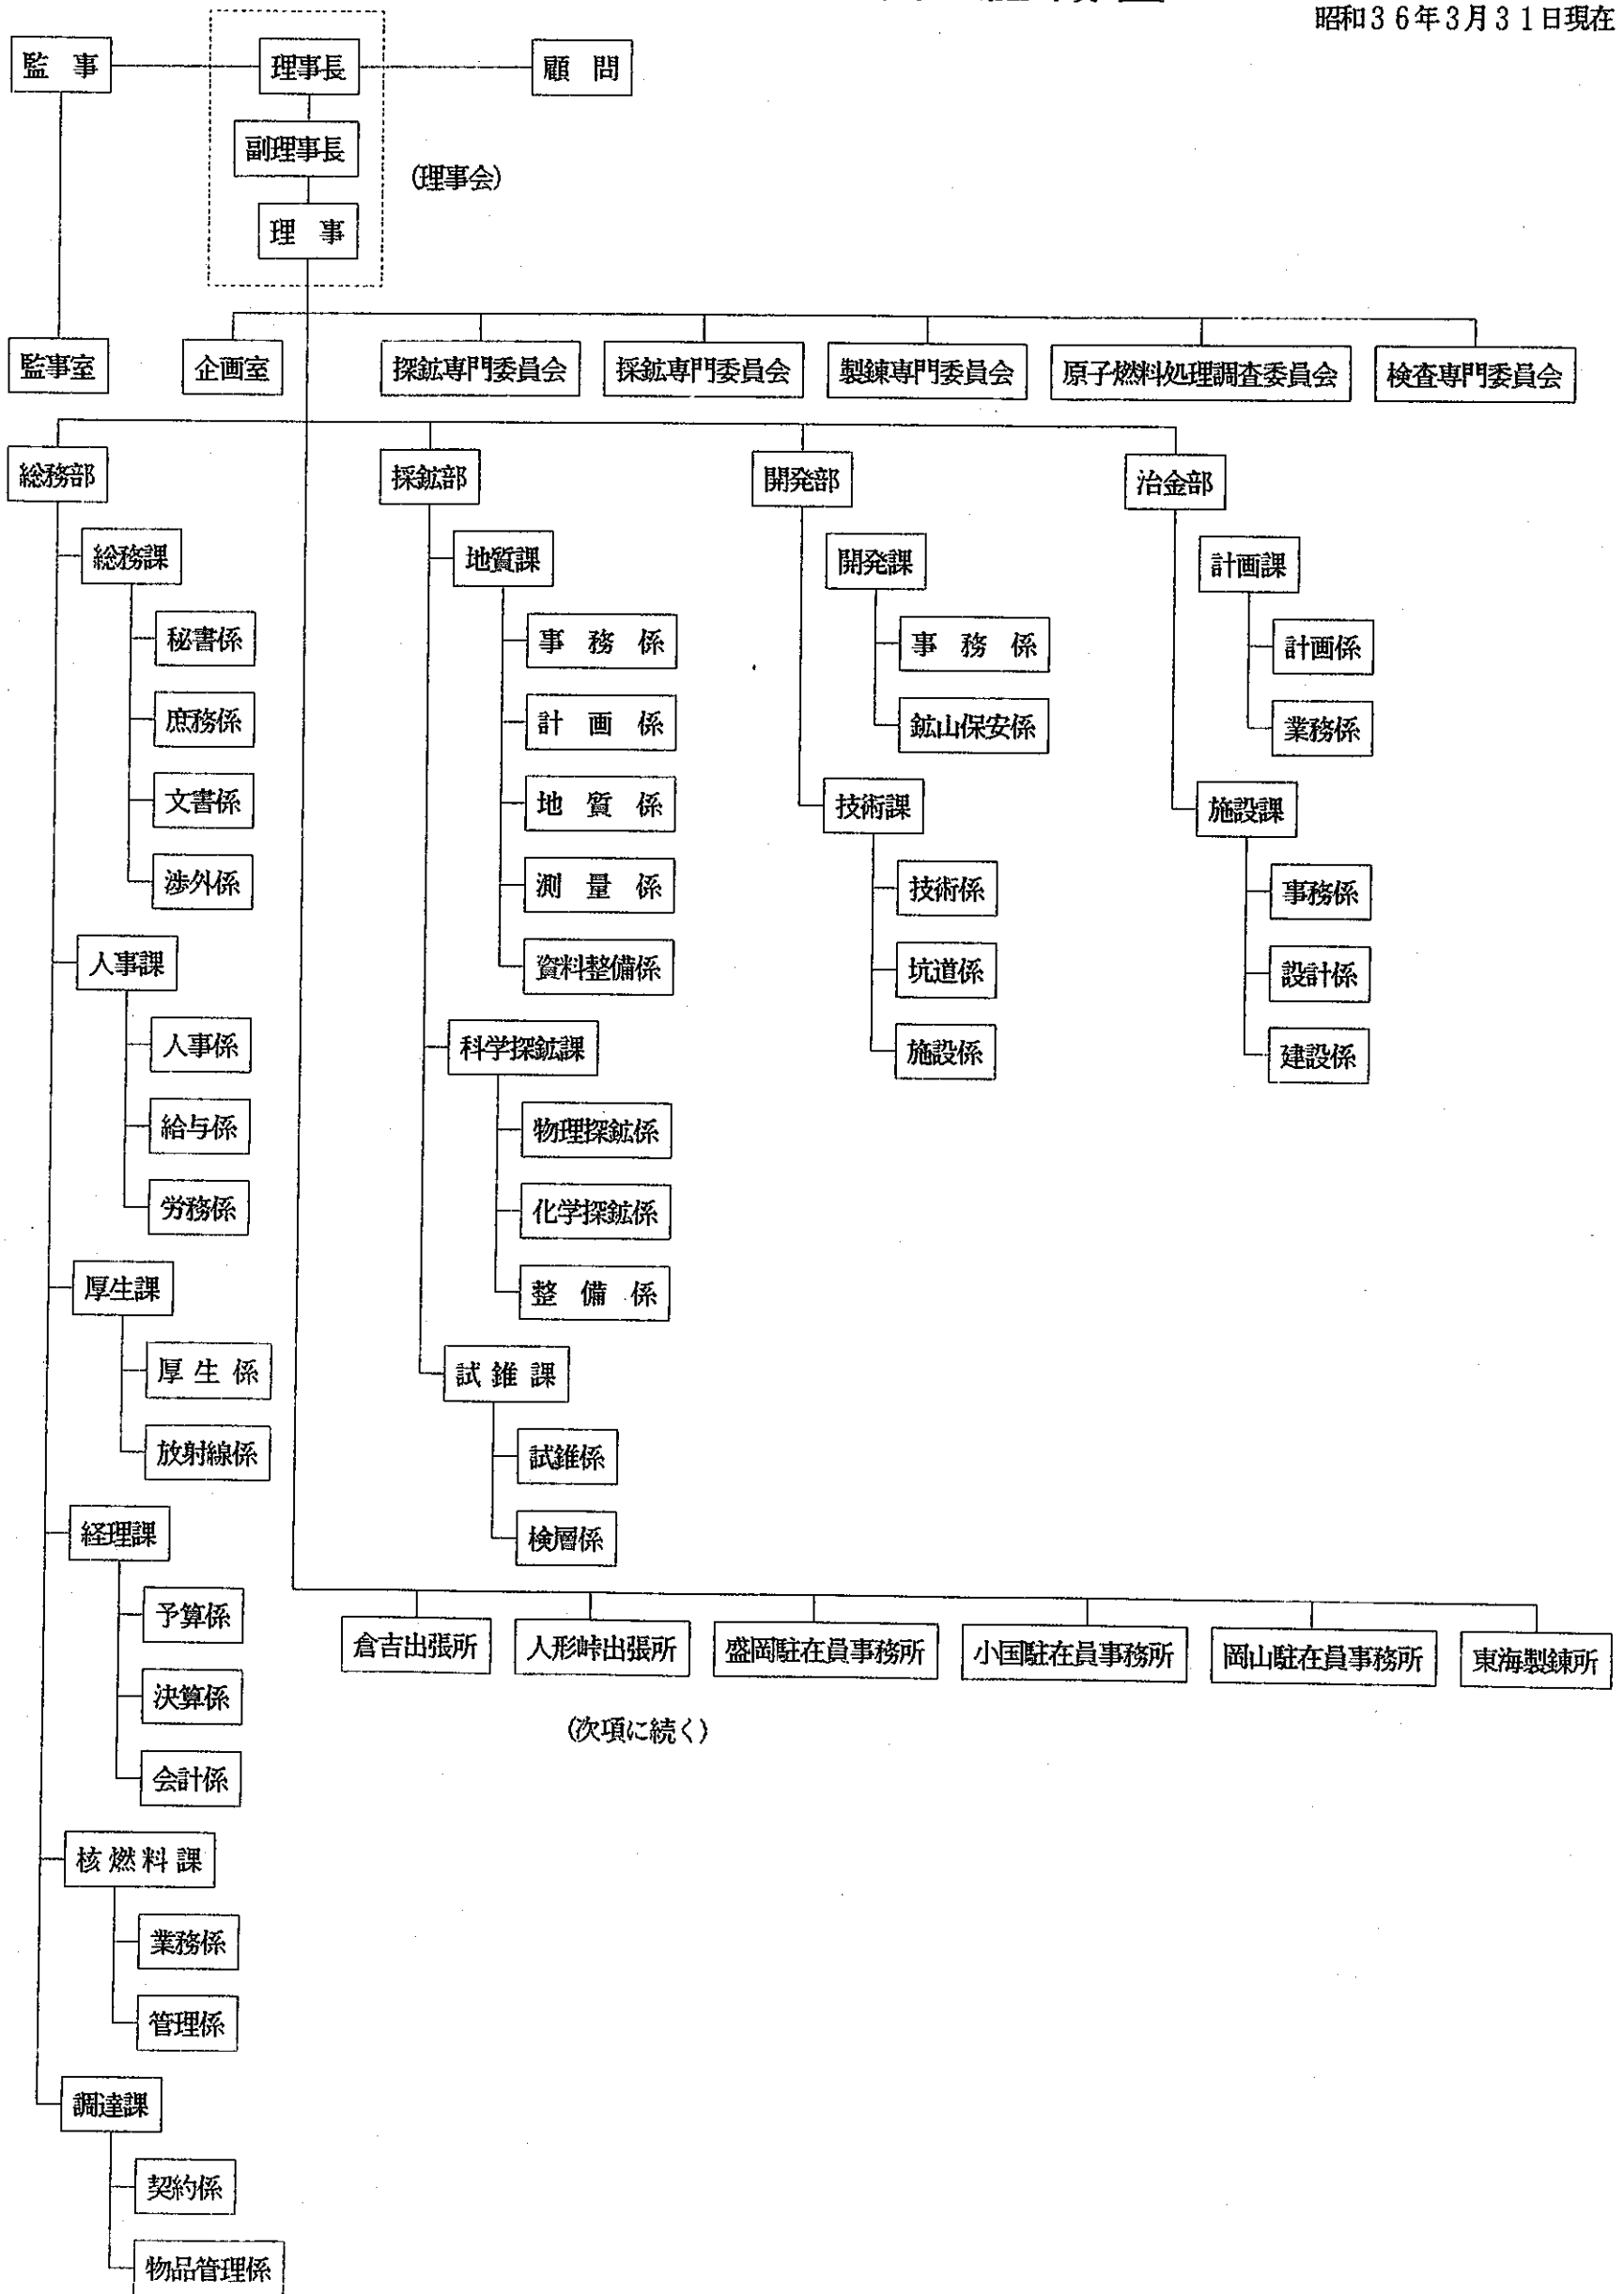 昭和36年3月31日現在
監事
理事長
顧問
副理事長
(理事会)
理事
監事室
企画室
探鉱専門委員会
採鉱専門委員会
製錬専門委員会
原子燃料処理調査委員会
検査専門委員会
総務部
採鉱部
開発部
治金部
総務課
秘書係
庶務係
文書係
渉外係
人事課
人事係
給与係
労務係
厚生課
厚生係
放射線係
経理課
予算係
決算係
会計係
核燃料課
業務係
管理係
調達課
契約係
物品管理係
地質課
事務係
計画係
地質係
測量係
資料整備係
科学探鉱課
物理探鉱係
化学探鉱係
整備係
試錐課
試錐係
検層係
開発課
事務係
鉱山保安係
技術課
技術係
坑道係
施設係
計画課
計画係
業務係
施設課
事務係
設計係
建設係
倉吉出張所
人形峠出張所
盛岡駐在員事務所
小国駐在員事務所
岡山駐在員事務所
東海製錬所
(次項に続く)